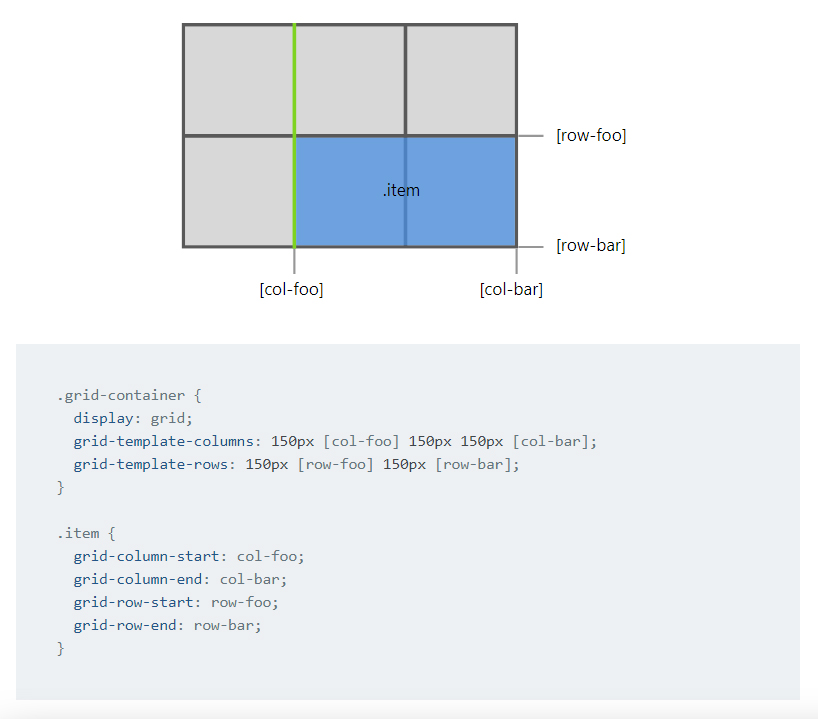 [row-foo]
.item
[row-bar]
[col-foo] [col-bar]
.grid-container {
  display: grid;
  grid-template-columns: 150px [col-foo] 150px 150px [col-bar];
  grid-template-rows: 150px [row-foo] 150px [row-bar];
}

.item {
  grid-column-start: col-foo;
  grid-column-end: col-bar;
  grid-row-start: row-foo;
  grid-row-end: row-bar;
}